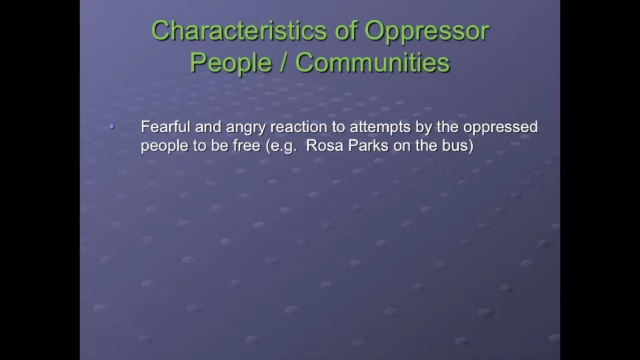 Characteristics of Oppressor
People / Communities
• Fearful and angry reaction to attempts by the oppressed
people to be free (e.g. Rosa Parks on the bus)